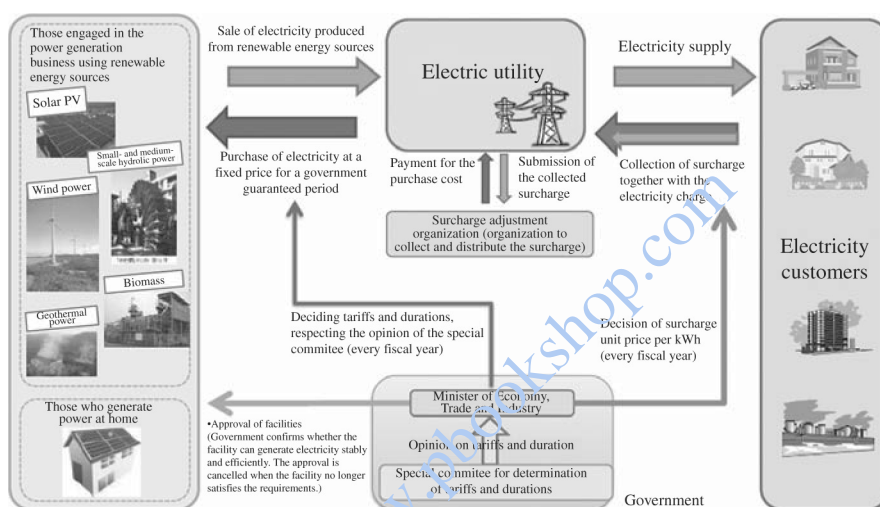 Those engaged in the
power generation
business using renewable
energy sources
Solar PV
Small- and medium-
scale hydrolic power
Wind power
Biomass
Geothermal
power
Those who generate
power at home
Sale of electricity produced
from renewable energy sources
Purchase of electricity at a
fixed price for a government
guaranteed period
Electric utility
Payment for the
purchase cost
Submission of
the collected
surcharge
Surcharge adjustment
organization (organization to
collect and distribute the surcharge)
Electricity supply
Collection of surcharge
together with the
electricity charge
Electricity
customers
Deciding tariffs and durations,
respecting the opinion of the special
commitee (every fiscal year)
Decision of surcharge
unit price per kWh
(every fiscal year)
•Approval of facilities
(Government confirms whether the
facility can generate electricity stably
and efficiently. The approval is
cancelled when the facility no longer
satisfies the requirements.)
Minister of Economy,
Trade and Industry
Opinion on tariffs and duration
Special commitee for determination
of tariffs and durations
Government
w.pbookshop.com